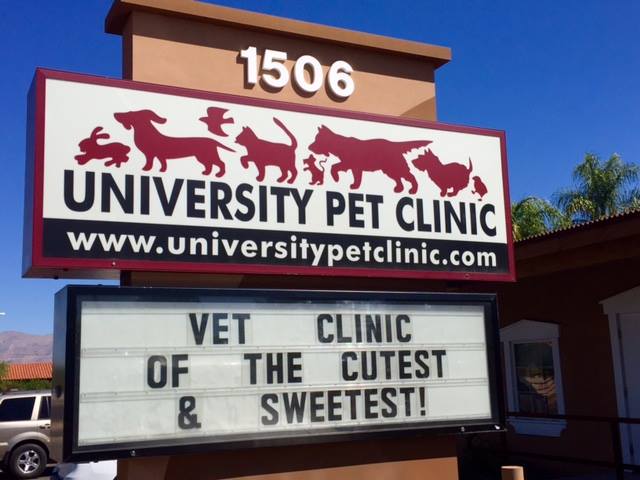 1506
UNIVERSITY PET CLINIC
www.universitypetclinic.com
VET CLINIC
OF THE CUTEST
& SWEETEST!